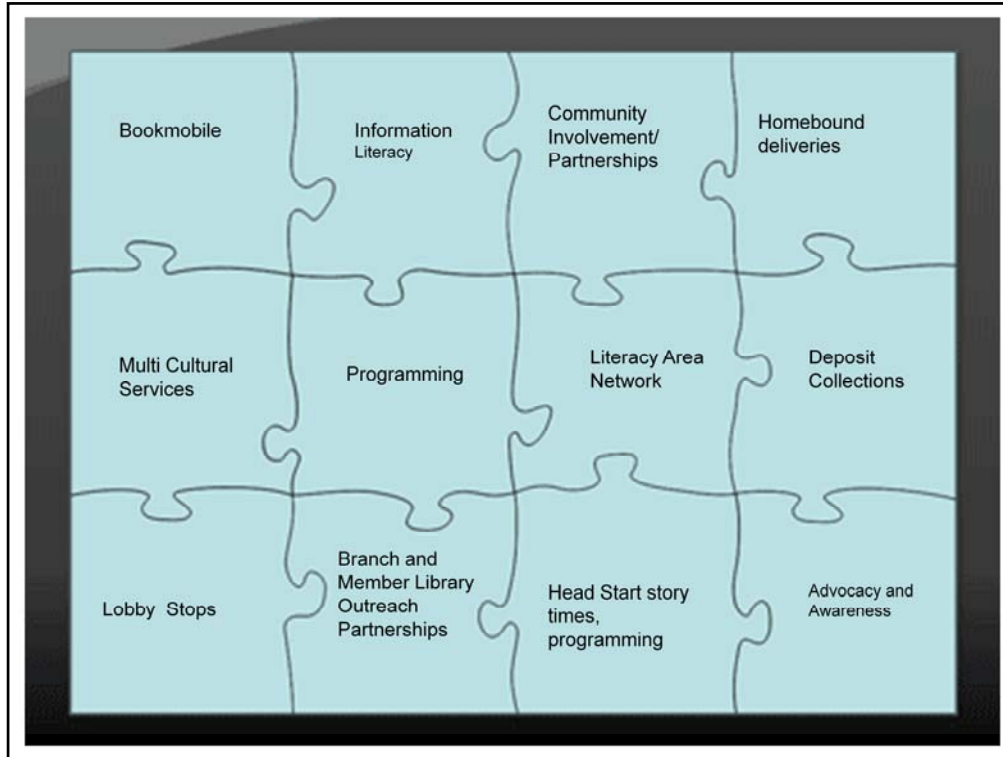 Bookmobile
Information
Literacy
Community
Involvement/
Partnerships
Homebound
deliveries
Multi Cultural
Services
Programming
Literacy Area
Network
Deposit
Collections
Lobby Stops
Branch and
Member Library
Outreach
Partnerships
Head Start story
times,
programming
Advocacy and
Awareness